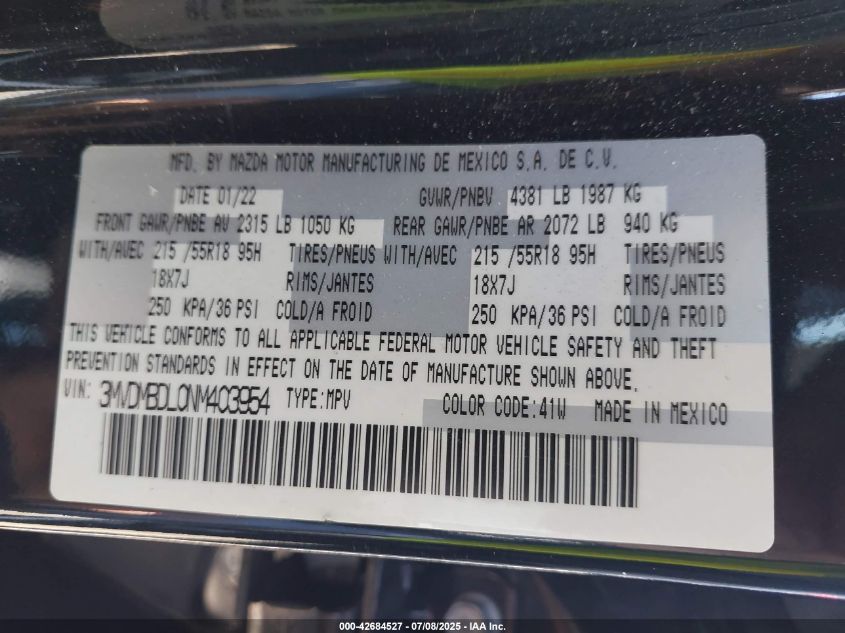 MFD. BY MAZDA MOTOR MANUFACTURING DE MEXICO S.A. DE C.V.
DATE 01/22 GVWR/PNBV 4381 LB 1987 KG
FRONT GAWR/PNBE AV 2315 LB 1050 KG REAR GAWR/PNBE AR 2072 LB 940 KG
WITH/AVEC 215 /55R18 95H TIRES/PNEUS WITH/AVEC 215 /55R18 95H TIRES/PNEUS
18X7J RIMS/JANTES 18X7J RIMS/JANTES
250 KPA/36 PSI COLD/A FROID 250 KPA/36 PSI COLD/A FROID
THIS VEHICLE CONFORMS TO ALL APPLICABLE FEDERAL MOTOR VEHICLE SAFETY AND THEFT
PREVENTION STANDARDS IN EFFECT ON THE DATE OF MANUFACTURE SHOWN ABOVE.
VIN: 3MVDMBDL0NM403954 TYPE:MPV COLOR CODE:41W MADE IN MEXICO
000-42684527 - 07/08/2025 - IAA Inc.